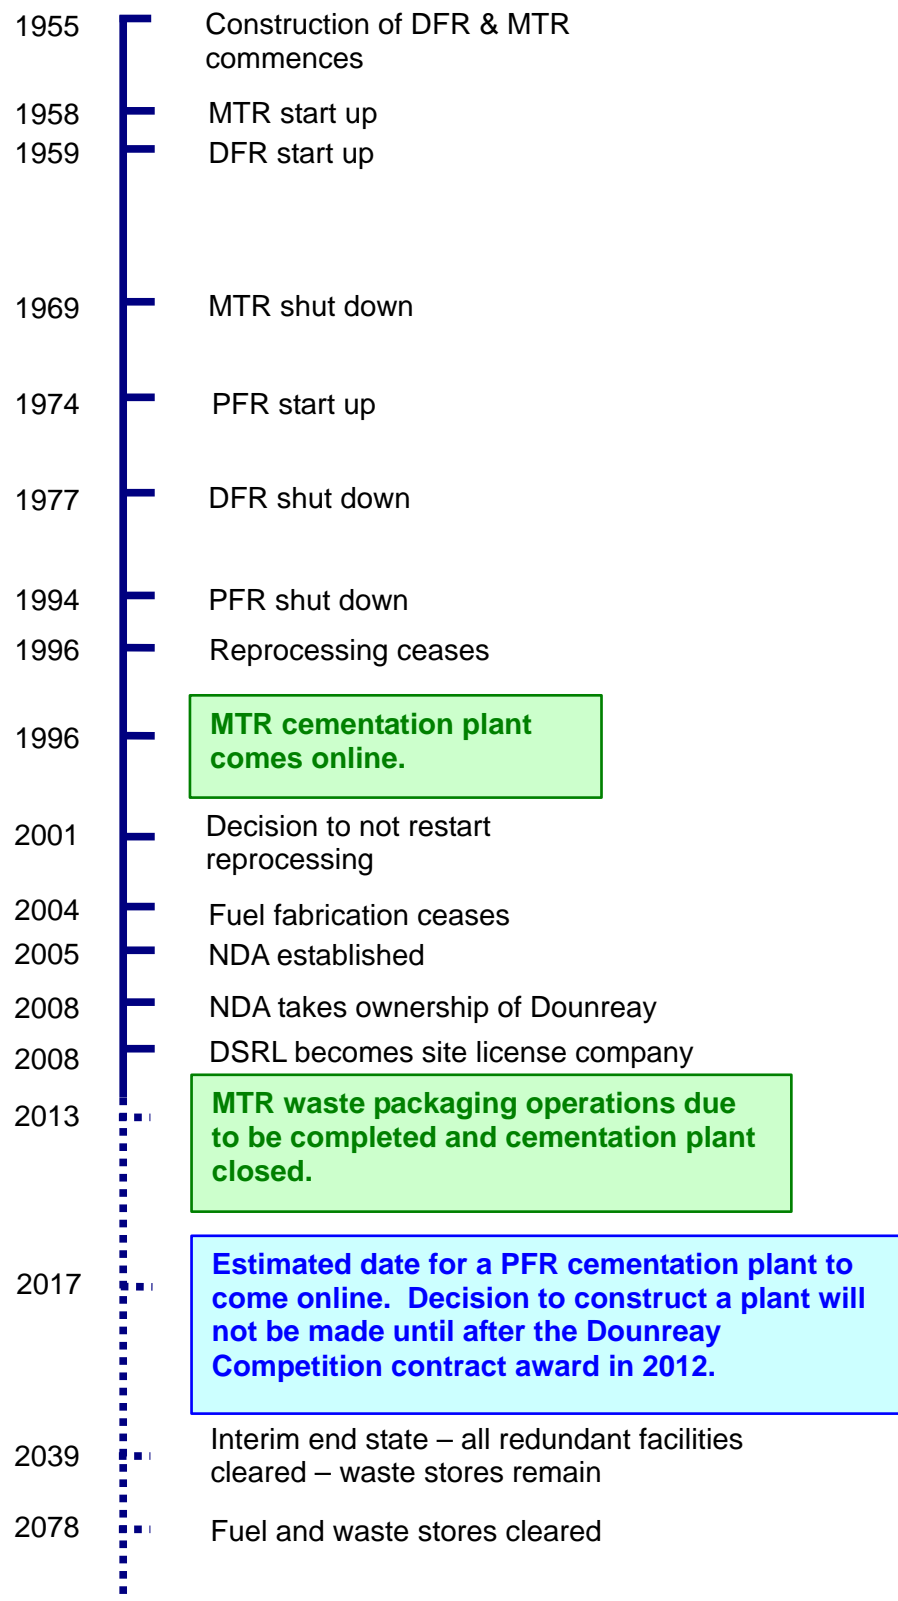 1955 Construction of DFR & MTR
commences
1958 MTR start up
1959 DFR start up
1969 MTR shut down
1974 PFR start up
1977 DFR shut down
1994 PFR shut down
1996 Reprocessing ceases
1996 MTR cementation plant
comes online.
2001 Decision to not restart
reprocessing
2004 Fuel fabrication ceases
2005 NDA established
2008 NDA takes ownership of Dounreay
2008 DSRL becomes site license company
2013 MTR waste packaging operations due
to be completed and cementation plant
closed.
2017 Estimated date for a PFR cementation plant to
come online.  Decision to construct a plant will
not be made until after the Dounreay
Competition contract award in 2012.
2039 Interim end state – all redundant facilities
cleared – waste stores remain
2078 Fuel and waste stores cleared